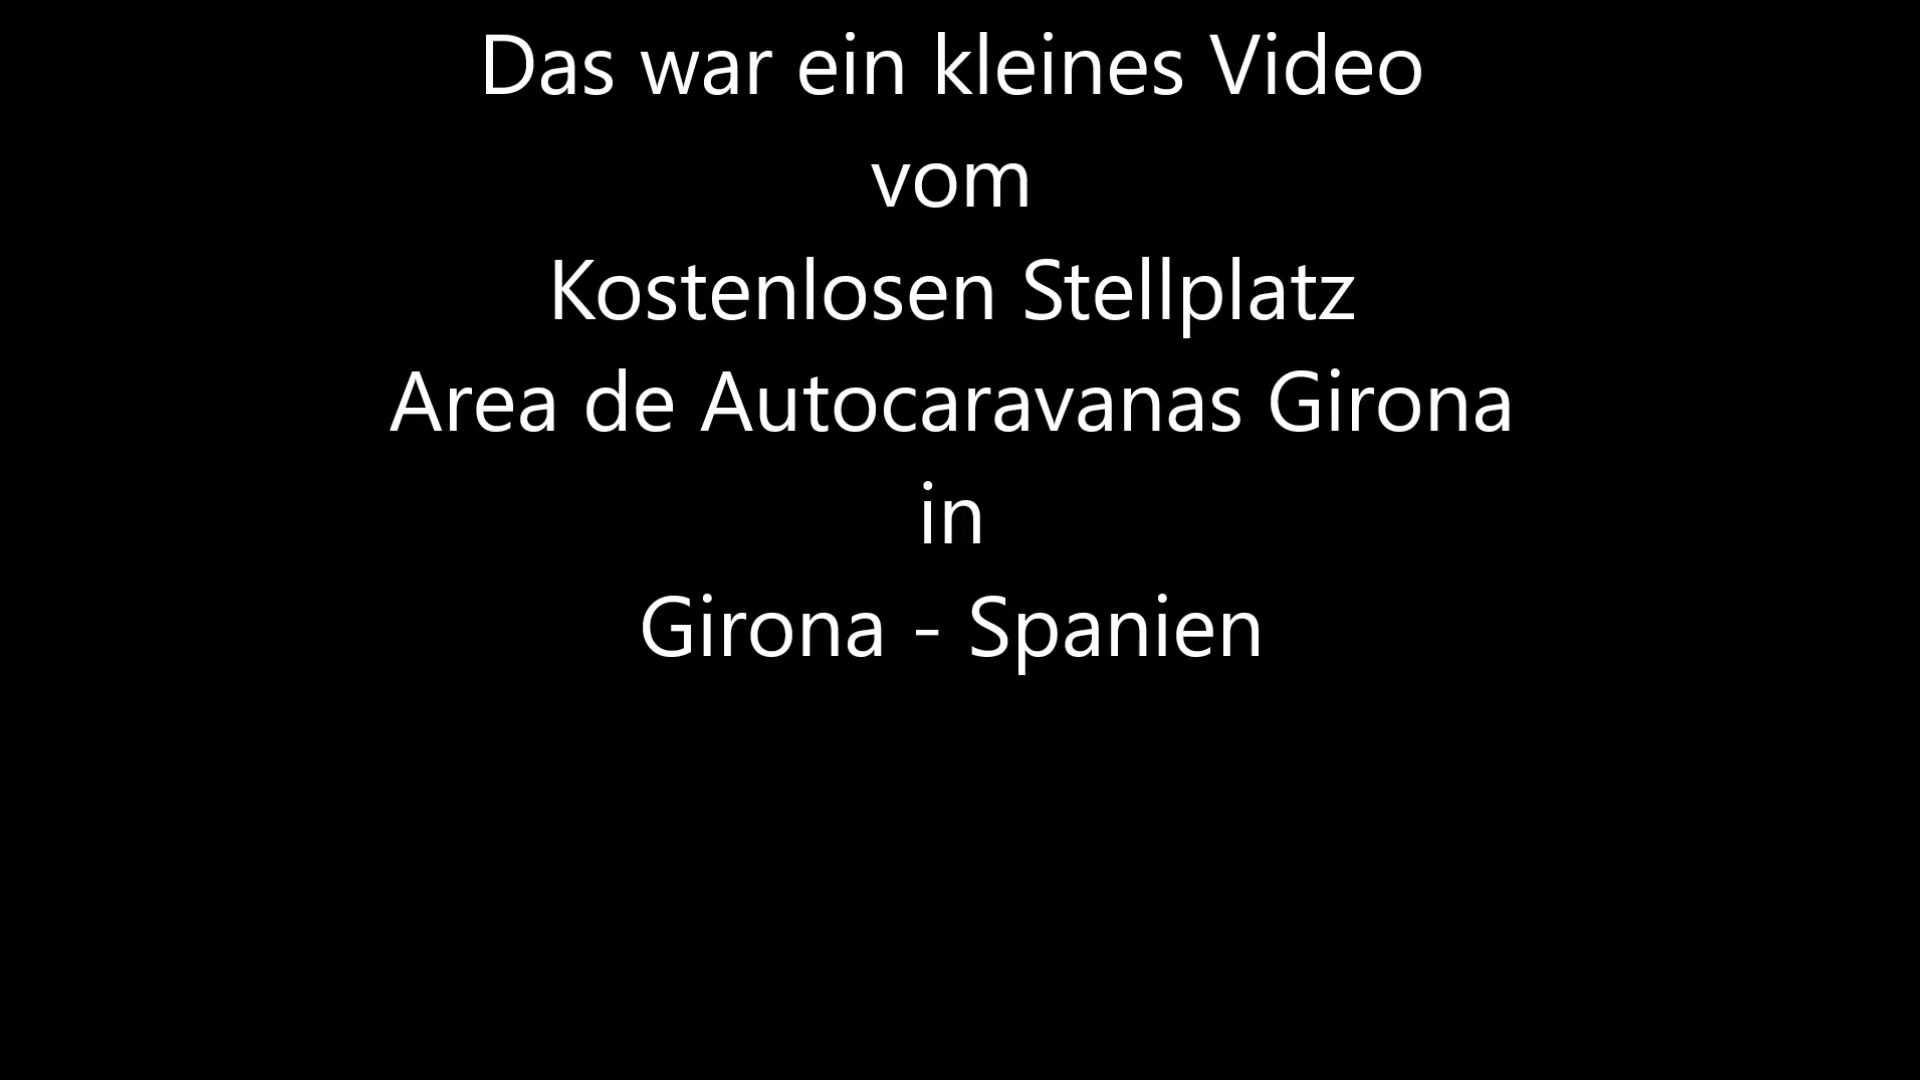 Das war ein kleines Video
vom
Kostenlosen Stellplatz
Area de Autocaravanas Girona
in
Girona - Spanien